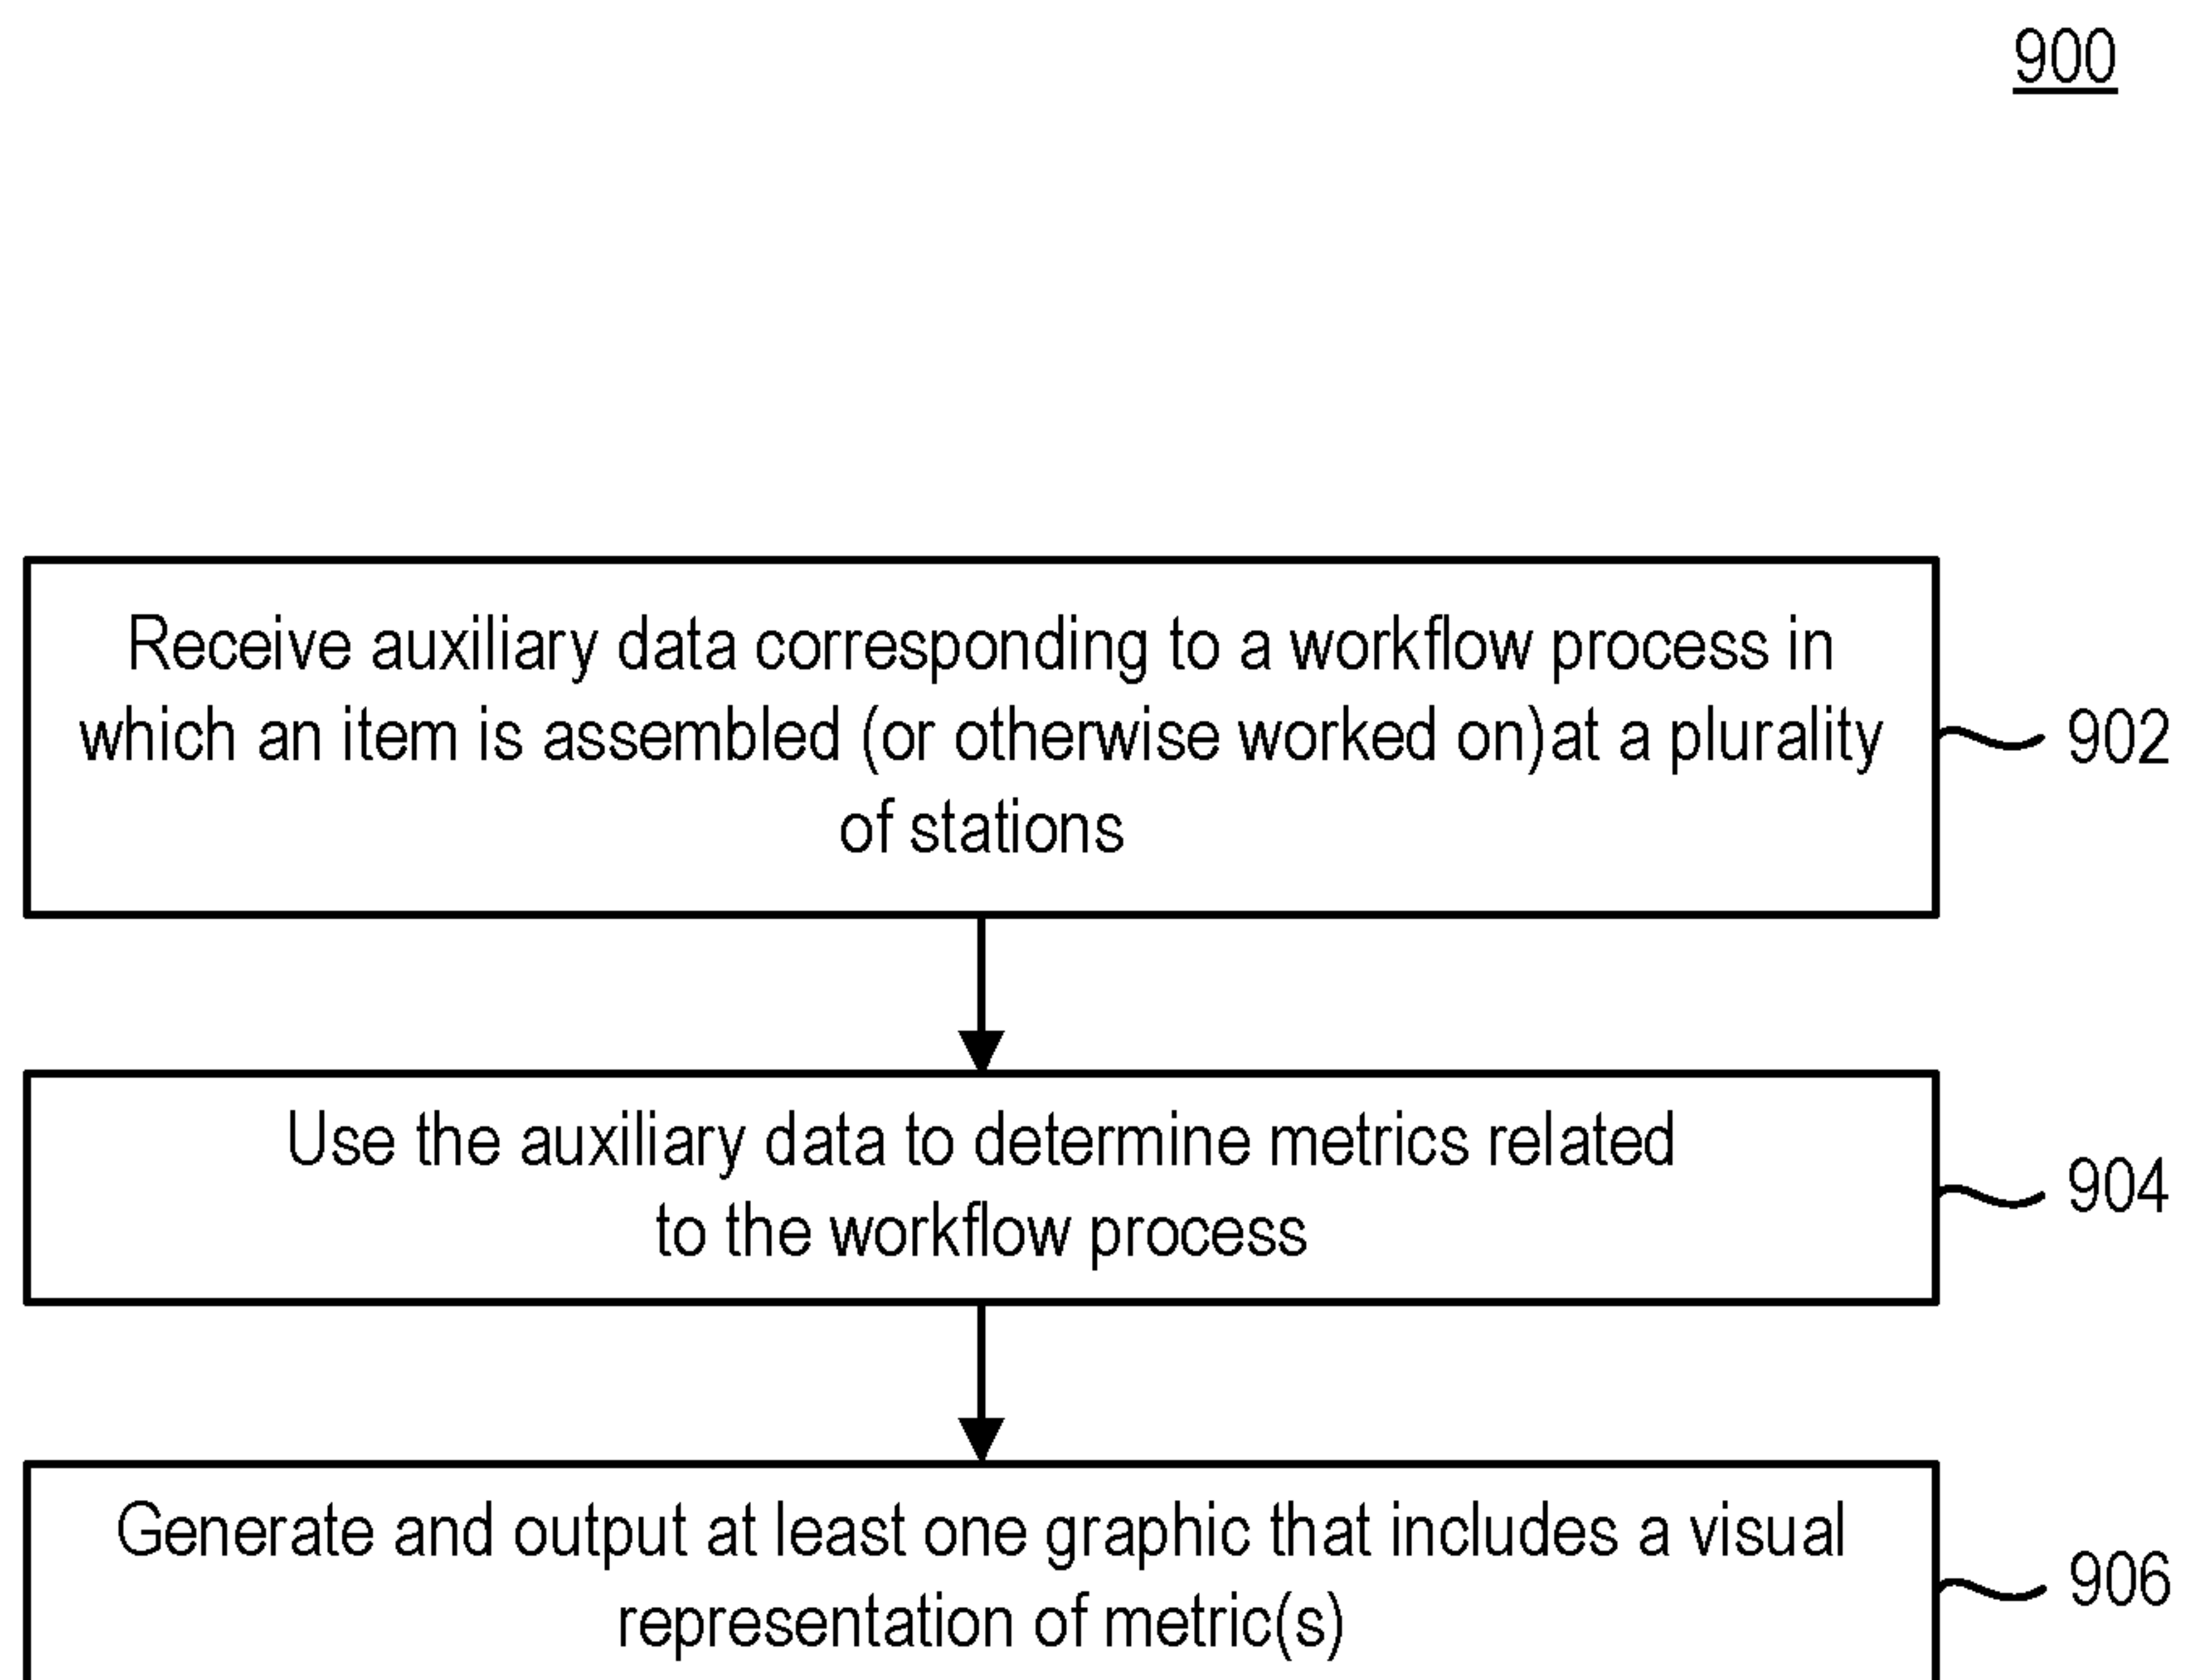 900
Receive auxiliary data corresponding to a workflow process in
which an item is assembled (or otherwise worked on)at a plurality
of stations
902
Use the auxiliary data to determine metrics related
to the workflow process
904
Generate and output at least one graphic that includes a visual
representation of metric(s)
906